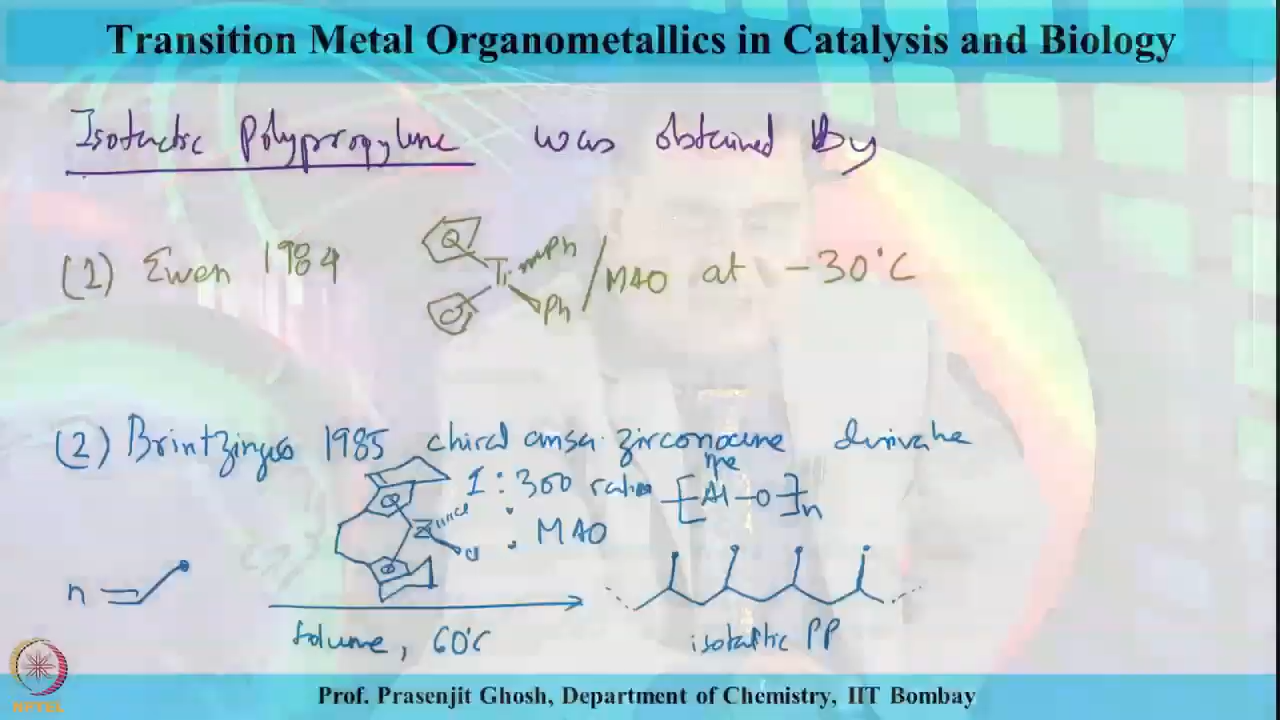 Transition Metal Organometallics in Catalysis and Biology
Isotactic Polypropylene was obtained By
(1) Ewen 1984 Ti Ph Ph / MAO at -30°C
(2) Brintzinger 1985 chiral ansa zirconocene derivative
1 : 300 ratio [Al-O]n
Me
Zr Cl Cl : MAO
n
toluene, 60°C isotactic PP
NPTEL
Prof. Prasenjit Ghosh, Department of Chemistry, IIT Bombay